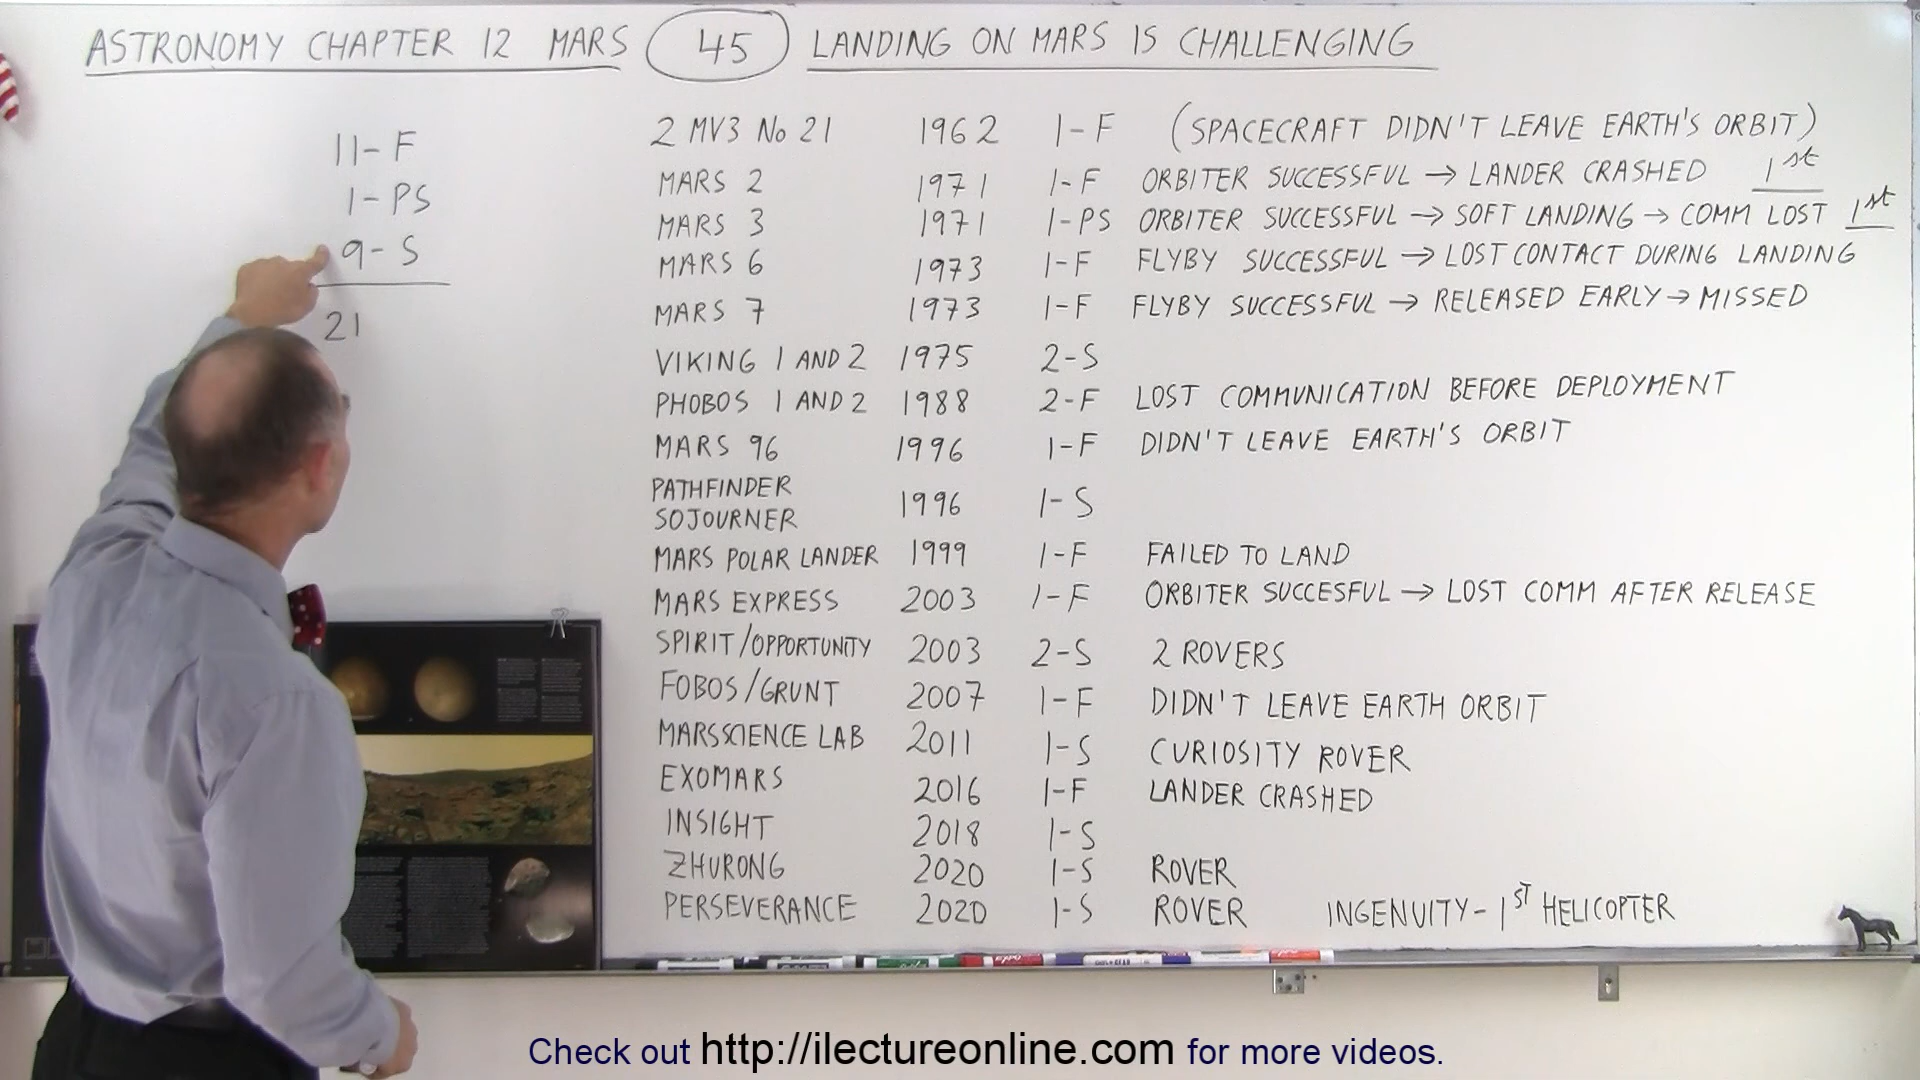 ASTRONOMY CHAPTER 12 MARS 45 LANDING ON MARS IS CHALLENGING
11-F
1-PS
9-S
21
2 MV3 No 21 1962 1-F (SPACECRAFT DIDN'T LEAVE EARTH'S ORBIT)
MARS 2 1971 1-F ORBITER SUCCESSFUL → LANDER CRASHED 1st
MARS 3 1971 1-PS ORBITER SUCCESSFUL → SOFT LANDING → COMM LOST 1st
MARS 6 1973 1-F FLYBY SUCCESSFUL → LOST CONTACT DURING LANDING
MARS 7 1973 1-F FLYBY SUCCESSFUL → RELEASED EARLY → MISSED
VIKING 1 AND 2 1975 2-S
PHOBOS 1 AND 2 1988 2-F LOST COMMUNICATION BEFORE DEPLOYMENT
MARS 96 1996 1-F DIDN'T LEAVE EARTH'S ORBIT
PATHFINDER
SOJOURNER 1996 1-S
MARS POLAR LANDER 1999 1-F FAILED TO LAND
MARS EXPRESS 2003 1-F ORBITER SUCCESFUL → LOST COMM AFTER RELEASE
SPIRIT/OPPORTUNITY 2003 2-S 2 ROVERS
FOBOS/GRUNT 2007 1-F DIDN'T LEAVE EARTH ORBIT
MARS SCIENCE LAB 2011 1-S CURIOSITY ROVER
EXOMARS 2016 1-F LANDER CRASHED
INSIGHT 2018 1-S
ZHURONG 2020 1-S ROVER
PERSEVERANCE 2020 1-S ROVER INGENUITY - 1ST HELICOPTER
Check out http://ilectureonline.com for more videos.